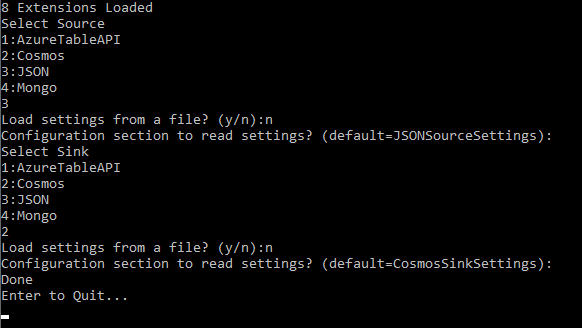 8 Extensions Loaded
Select Source
1:AzureTableAPI
2:Cosmos
3:JSON
4:Mongo
3
Load settings from a file? (y/n):n
Configuration section to read settings? (default=JSONSourceSettings):
Select Sink
1:AzureTableAPI
2:Cosmos
3:JSON
4:Mongo
2
Load settings from a file? (y/n):n
Configuration section to read settings? (default=CosmosSinkSettings):
Done
Enter to Quit...